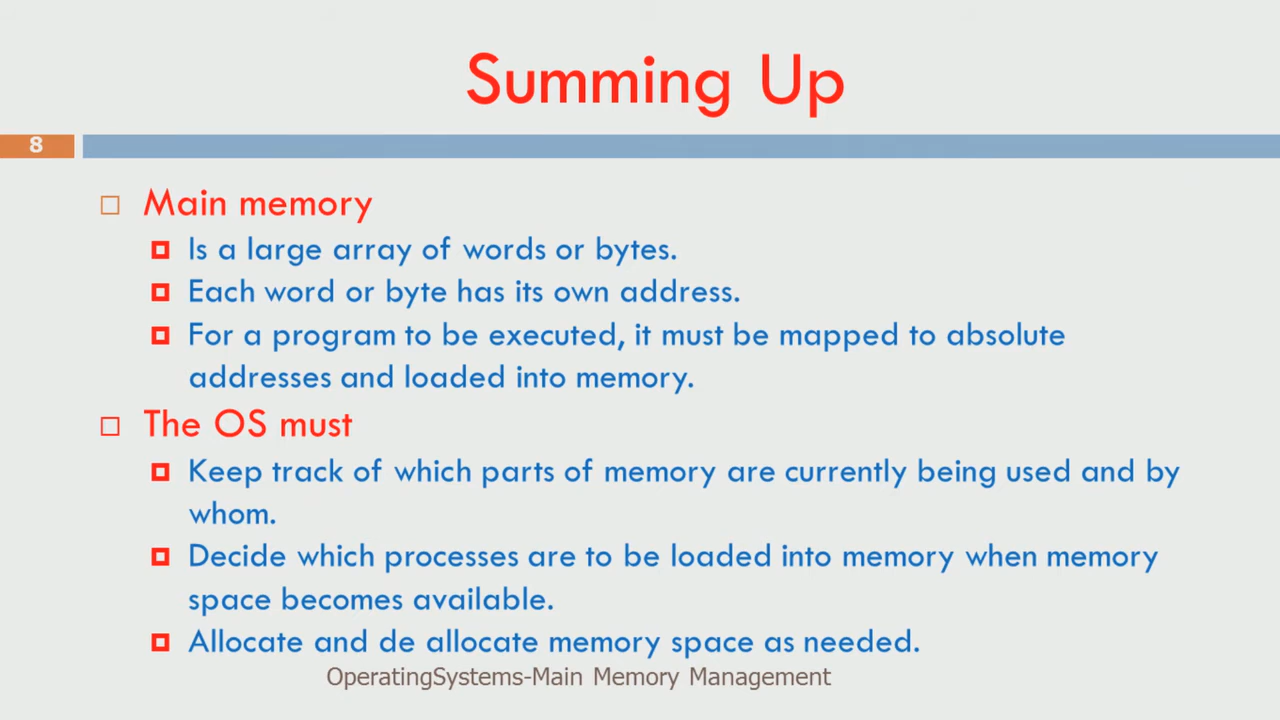 Summing Up
8
Main memory
Is a large array of words or bytes.
Each word or byte has its own address.
For a program to be executed, it must be mapped to absolute
addresses and loaded into memory.
The OS must
Keep track of which parts of memory are currently being used and by
whom.
Decide which processes are to be loaded into memory when memory
space becomes available.
Allocate and de allocate memory space as needed.
OperatingSystems-Main Memory Management